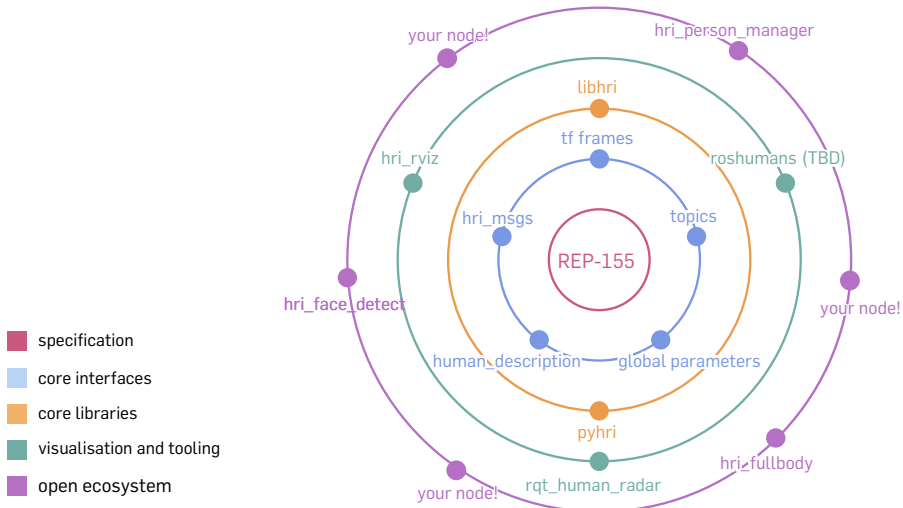 your node!
hri_person_manager
libhri
tf frames
hri_rviz
roshumans (TBD)
hri_msgs
topics
REP-155
hri_face_detect
your node!
human_description
global parameters
pyhri
hri_fullbody
rqt_human_radar
your node!
specification
core interfaces
core libraries
visualisation and tooling
open ecosystem